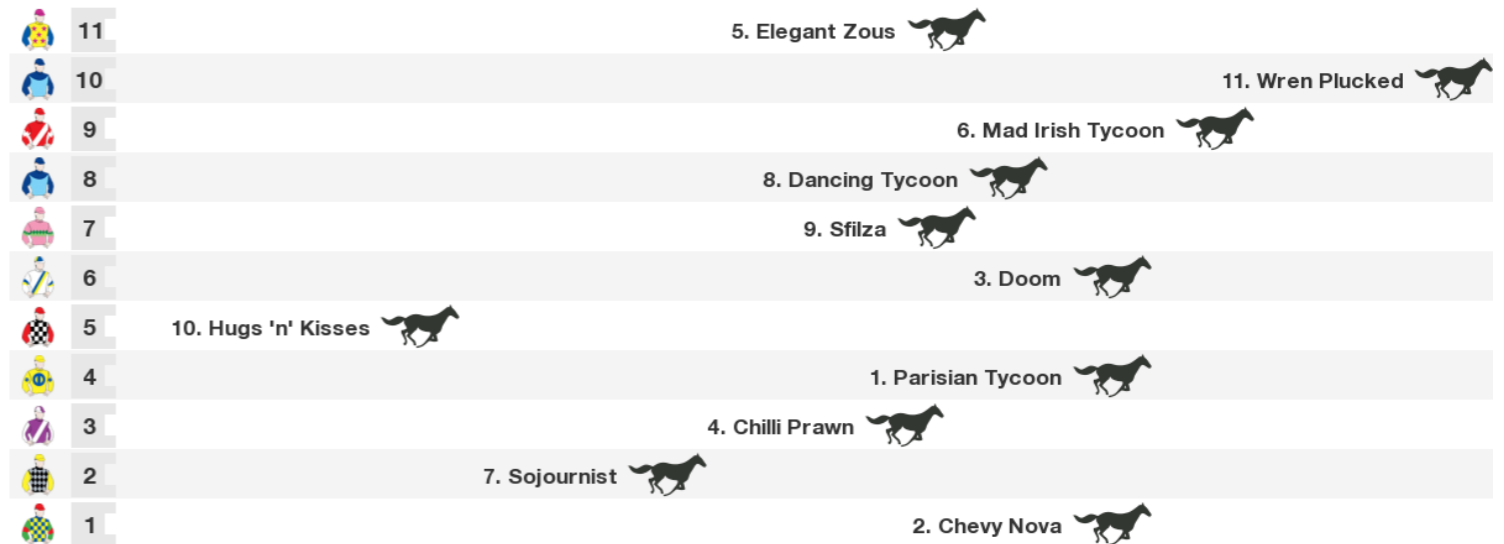 11 5. Elegant Zous
10 11. Wren Plucked
9 6. Mad Irish Tycoon
8 8. Dancing Tycoon
7 9. Sfilza
6 3. Doom
5 10. Hugs 'n' Kisses
4 1. Parisian Tycoon
3 4. Chilli Prawn
2 7. Sojournist
1 2. Chevy Nova